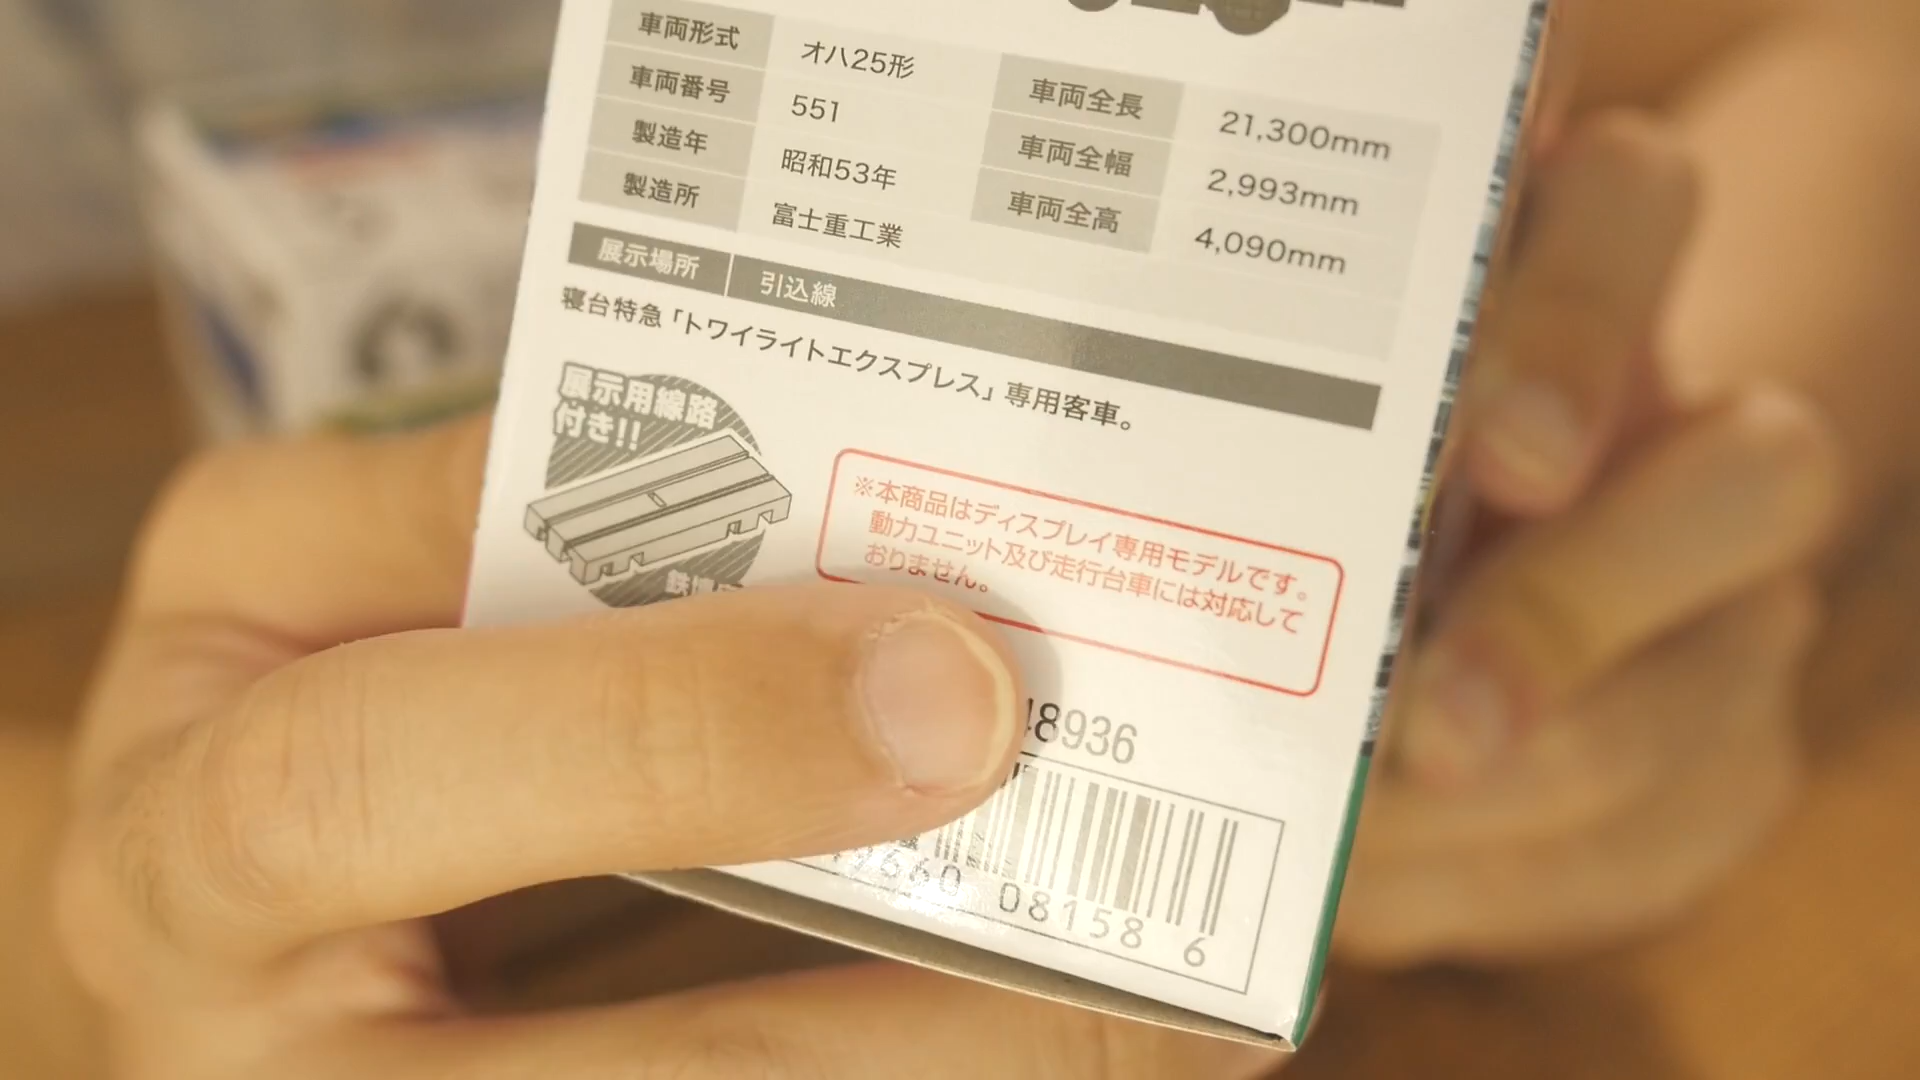 車両形式 オハ25形
車両番号 551
製造年 昭和53年
製造所 富士重工業
車両全長 21,300mm
車両全幅 2,993mm
車両全高 4,090mm
展示場所 引込線
寝台特急「トワイライトエクスプレス」専用客車。
展示用線路
付き!!
※本商品はディスプレイ専用モデルです。
動力ユニット及び走行台車には対応して
おりません。
48936
08158 6